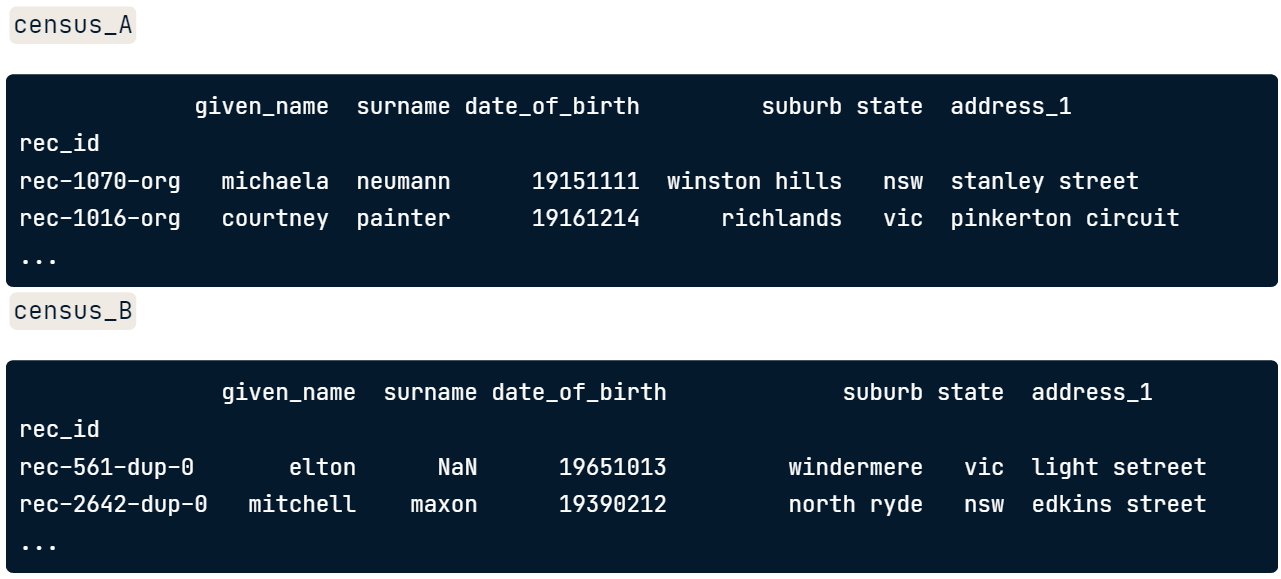 census_A
given_name surname date_of_birth suburb state address_1
rec_id
rec-1070-org michaela neumann 19151111 winston hills nsw stanley street
rec-1016-org courtney painter 19161214 richlands vic pinkerton circuit
...
census_B
given_name surname date_of_birth suburb state address_1
rec_id
rec-561-dup-0 elton NaN 19651013 windermere vic light setreet
rec-2642-dup-0 mitchell maxon 19390212 north ryde nsw edkins street
...